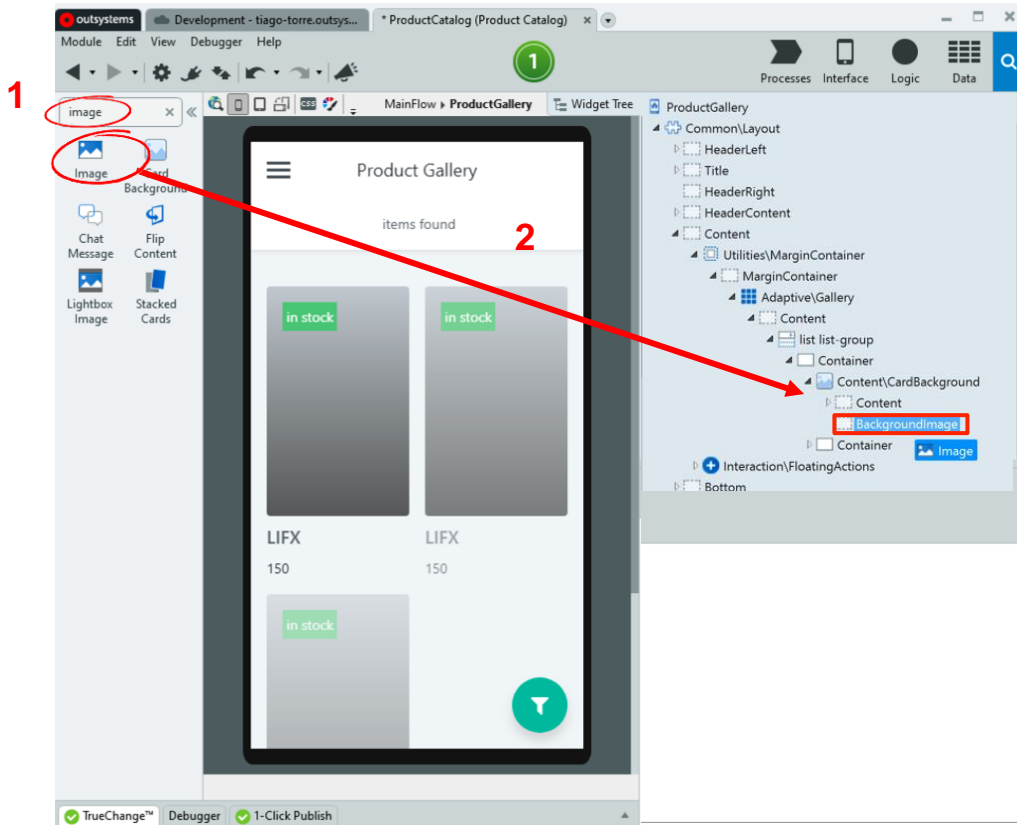 outsystems
Development - tiago-torre.outsys...
* ProductCatalog (Product Catalog)
Module Edit View Debugger Help
1
Processes Interface Logic Data
1
image
MainFlow ▸ ProductGallery
Widget Tree
Image
Card Background
Chat Message
Flip Content
Lightbox Image
Stacked Cards
css
Product Gallery
items found
2
in stock
in stock
LIFX
LIFX
150
150
in stock
ProductGallery
Common\Layout
HeaderLeft
Title
HeaderRight
HeaderContent
Content
Utilities\MarginContainer
MarginContainer
Adaptive\Gallery
Content
list list-group
Container
Content\CardBackground
Content
BackgroundImage
Container
Image
Interaction\FloatingActions
Bottom
TrueChange™
Debugger
1-Click Publish